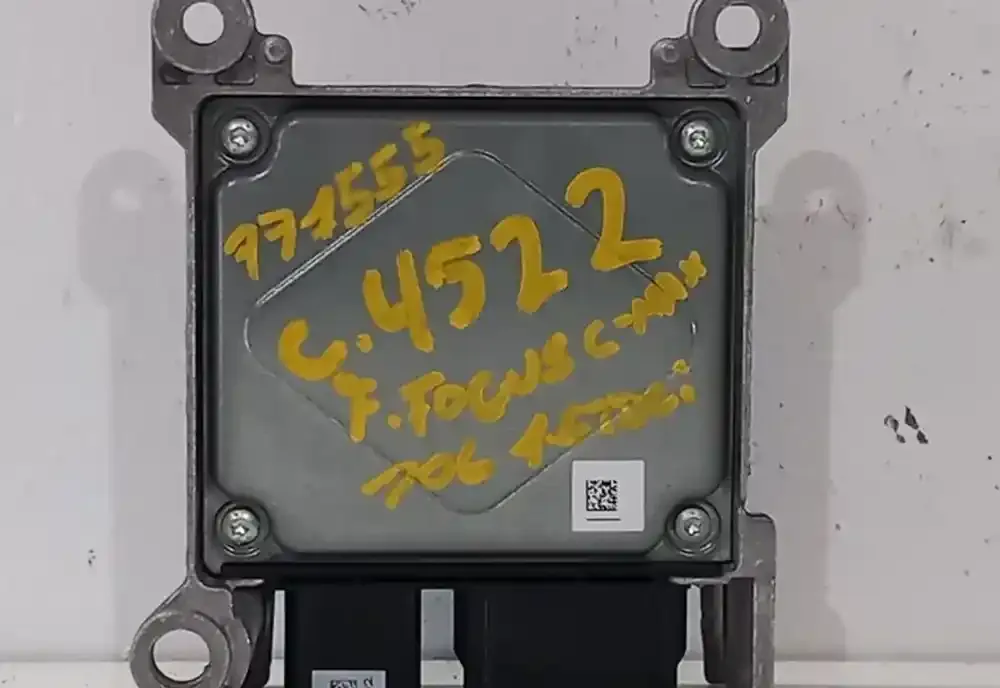 771555
C.4522
F.FOCUS C-MAX
706 1.6TDCi